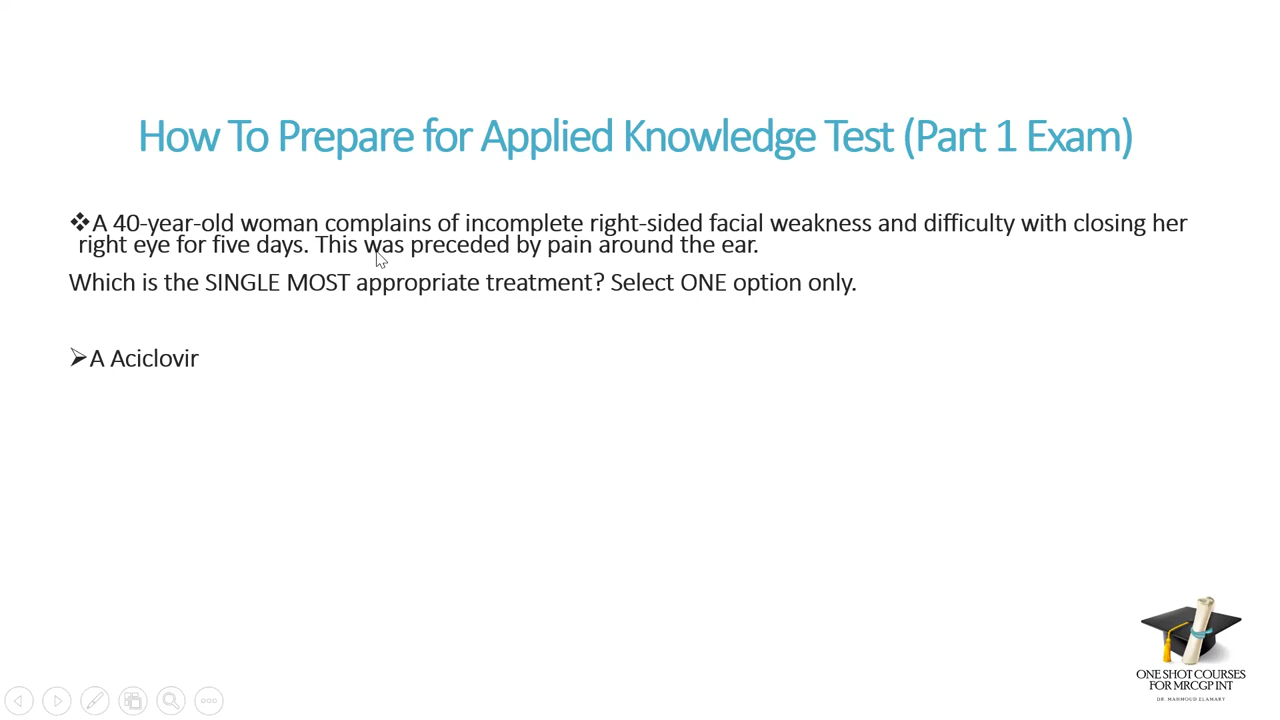 How To Prepare for Applied Knowledge Test (Part 1 Exam)
❖A 40-year-old woman complains of incomplete right-sided facial weakness and difficulty with closing her
right eye for five days. This was preceded by pain around the ear.
Which is the SINGLE MOST appropriate treatment? Select ONE option only.
➢A Aciclovir
ONE SHOT COURSES
FOR MRCGP INT
DR. MAHMOUD ELAMARY